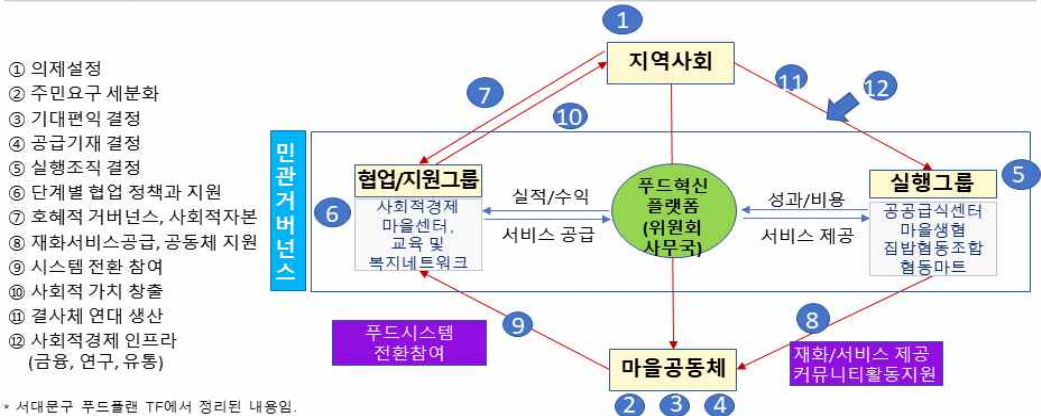 ① 의제설정
② 주민요구 세분화
③ 기대편익 결정
④ 공급기재 결정
⑤ 실행조직 결정
⑥ 단계별 협업 정책과 지원
⑦ 호혜적 거버넌스, 사회적자본
⑧ 재화서비스공급, 공동체 지원
⑨ 시스템 전환 참여
⑩ 사회적 가치 창출
⑪ 결사체 연대 생산
⑫ 사회적경제 인프라
(금융, 연구, 유통)
* 서대문구 푸드플랜 TF에서 정리된 내용임.
1
지역사회
7
10
11
12
민관거버넌스
협업/지원그룹
6
사회적경제
마을센터,
교육 및
복지네트워크
실적/수익
서비스 공급
푸드혁신
플랫폼
(위원회
사무국)
성과/비용
서비스 제공
실행그룹
5
공공급식센터
마을생협
집밥협동조합
협동마트
9
8
푸드시스템
전환참여
마을공동체
재화/서비스 제공
커뮤니티활동지원
2 3 4